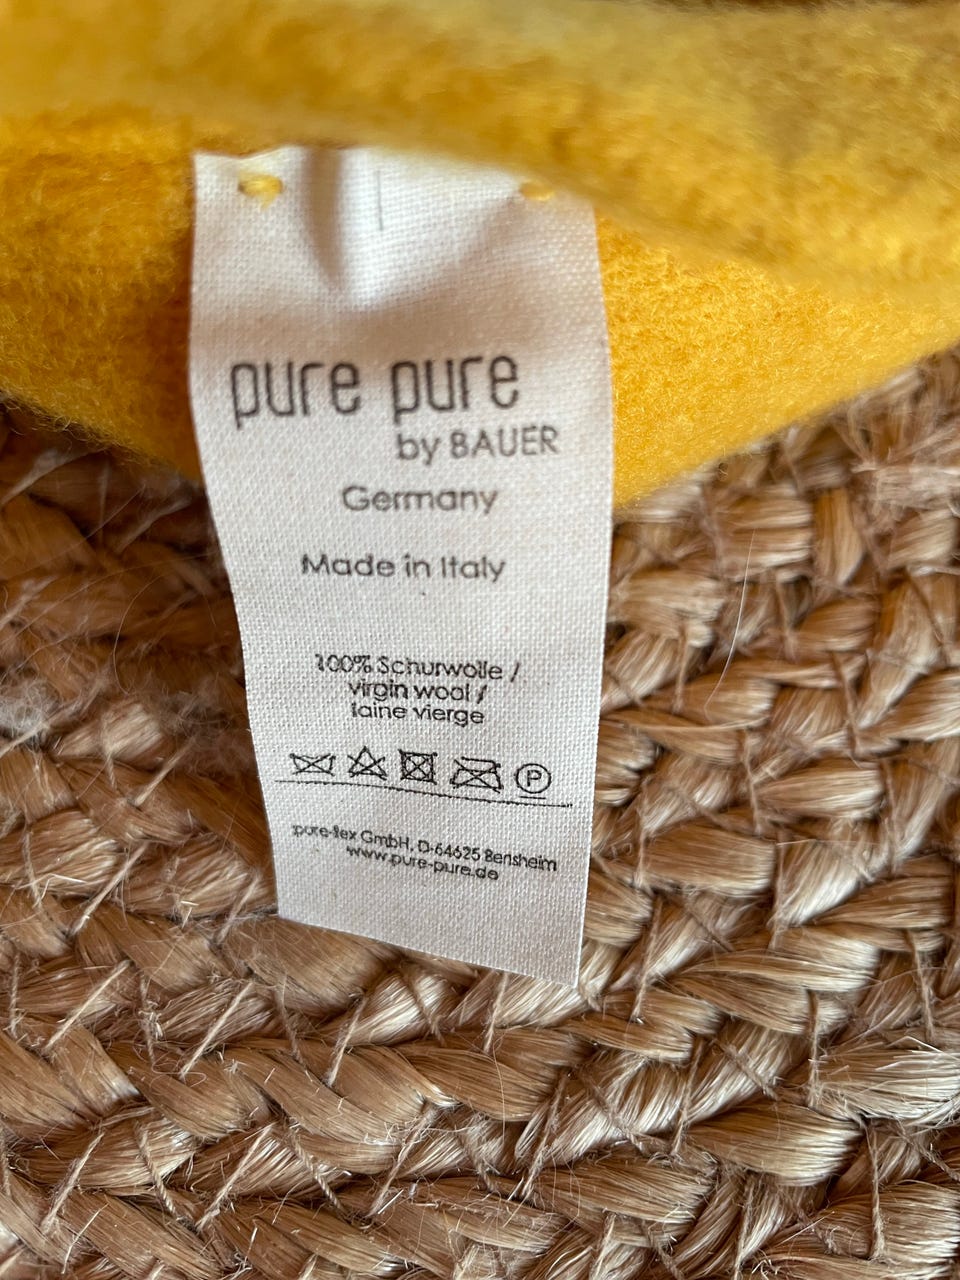 pure pure
by BAUER
Germany
Made in Italy
100% Schurwolle /
virgin wool /
laine vierge
P
pure-tex GmbH, D-64625 Bensheim
www.pure-pure.de